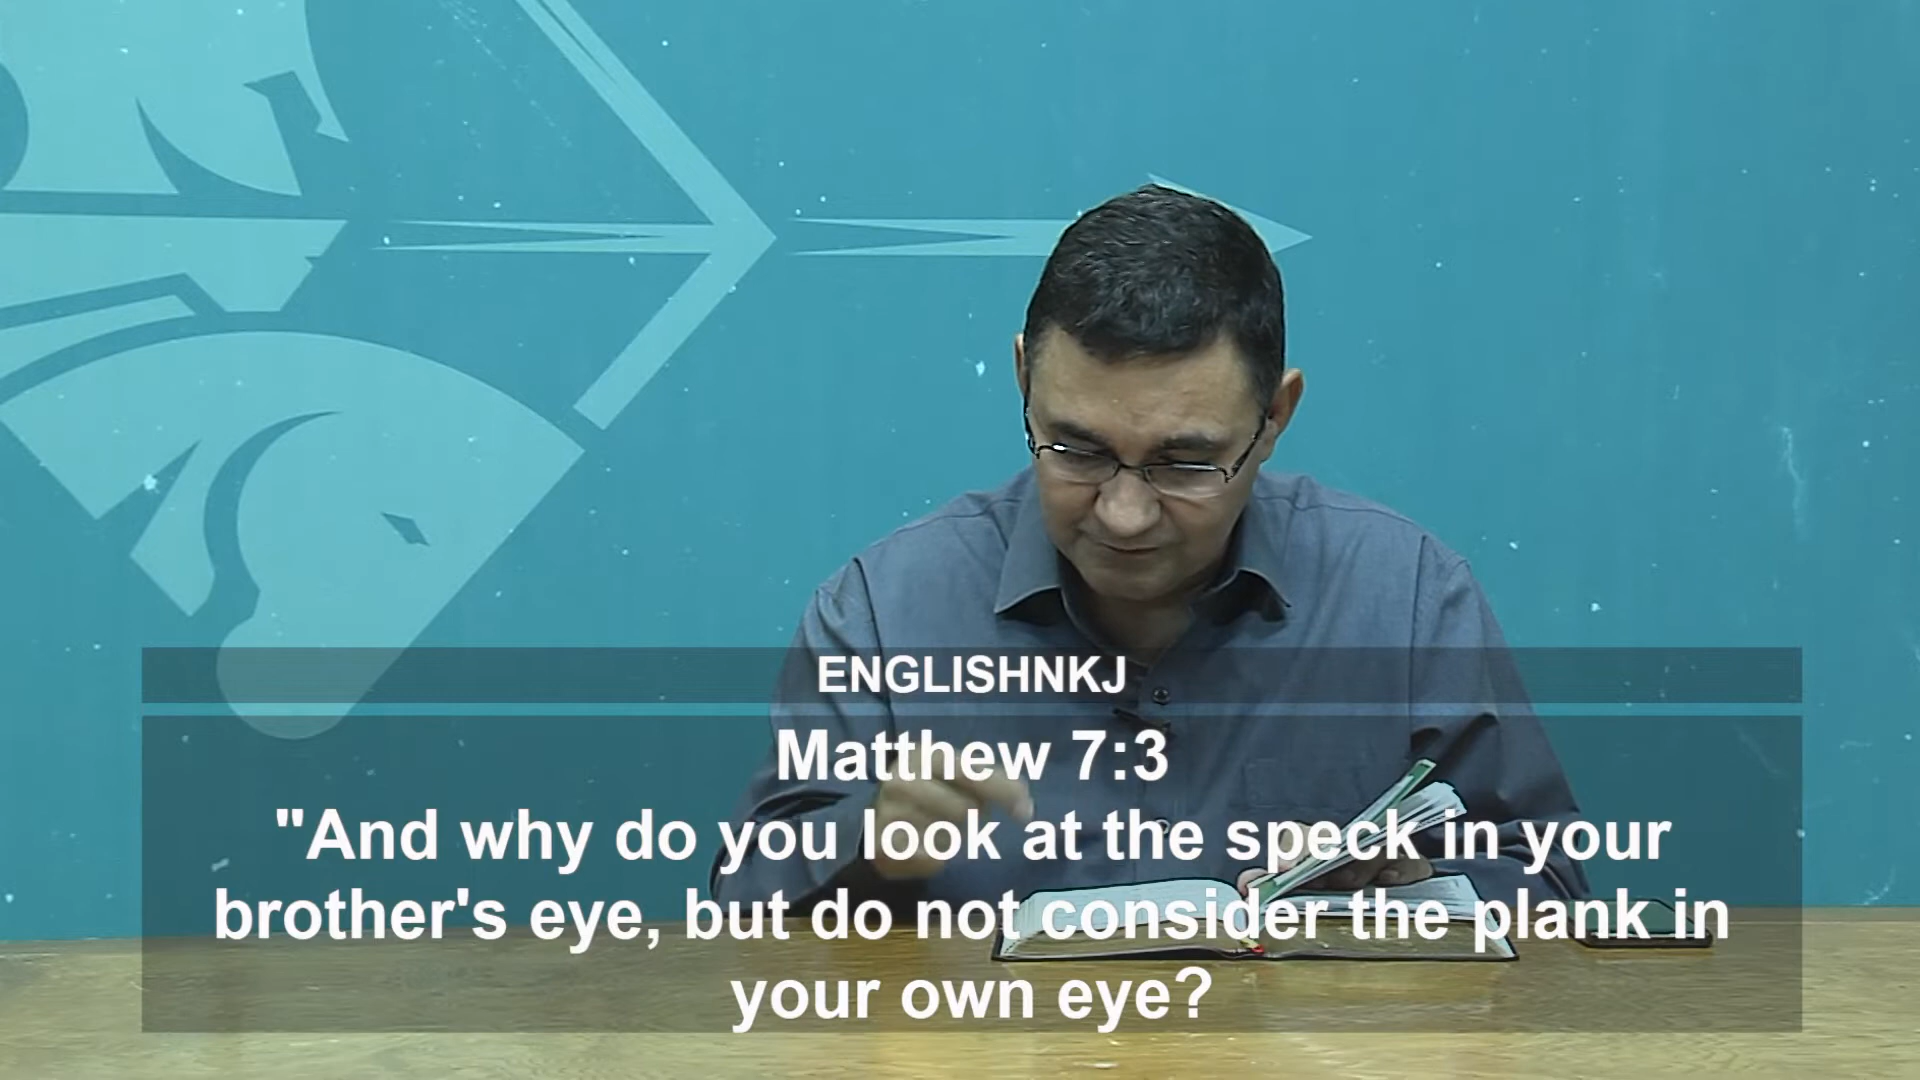 ENGLISHNKJ
Matthew 7:3
"And why do you look at the speck in your
brother's eye, but do not consider the plank in
your own eye?